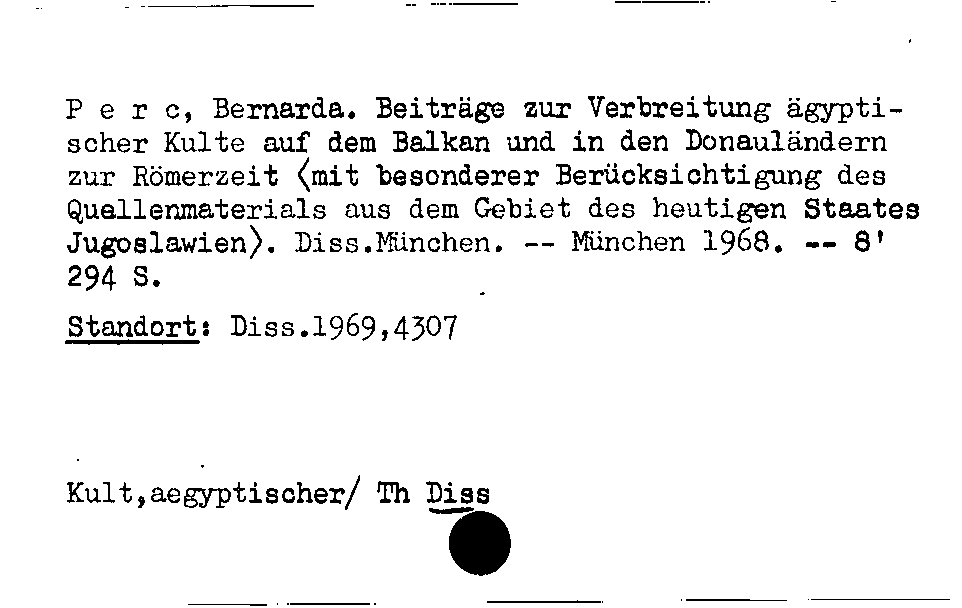 P e r c, Bernarda. Beiträge zur Verbreitung ägypti-
scher Kulte auf dem Balkan und in den Donauländern
zur Römerzeit ⟨mit besonderer Berücksichtigung des
Quellenmaterials aus dem Gebiet des heutigen Staates
Jugoslawien⟩. Diss.München. -- München 1968. -- 8'
294 S.
Standort: Diss.1969,4307
Kult,aegyptischer/ Th Diss